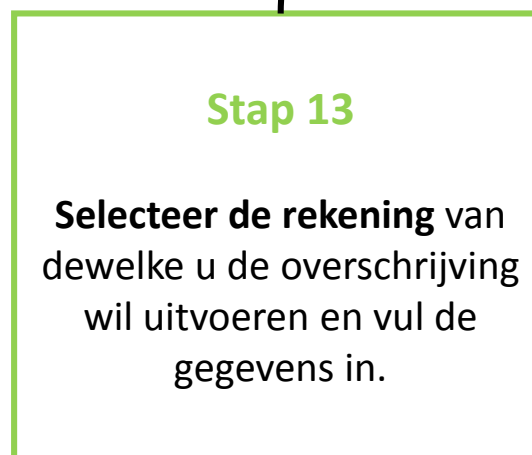 Stap 13
Selecteer de rekening van
dewelke u de overschrijving
wil uitvoeren en vul de
gegevens in.